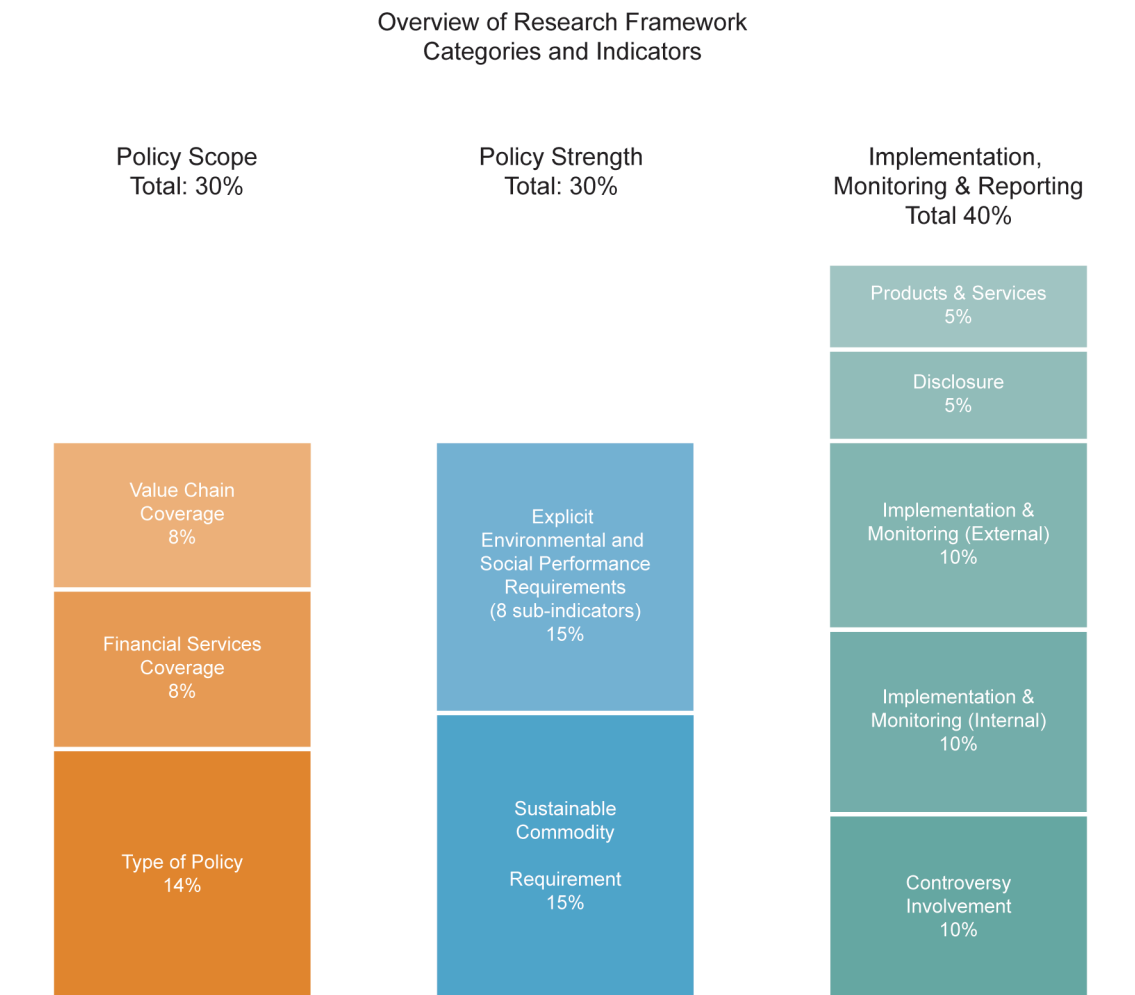 Overview of Research Framework
Categories and Indicators
Policy Scope
Total: 30%
Policy Strength
Total: 30%
Implementation,
Monitoring & Reporting
Total 40%
Value Chain
Coverage
8%
Financial Services
Coverage
8%
Type of Policy
14%
Explicit
Environmental and
Social Performance
Requirements
(8 sub-indicators)
15%
Sustainable
Commodity
Requirement
15%
Products & Services
5%
Disclosure
5%
Implementation &
Monitoring (External)
10%
Implementation &
Monitoring (Internal)
10%
Controversy
Involvement
10%